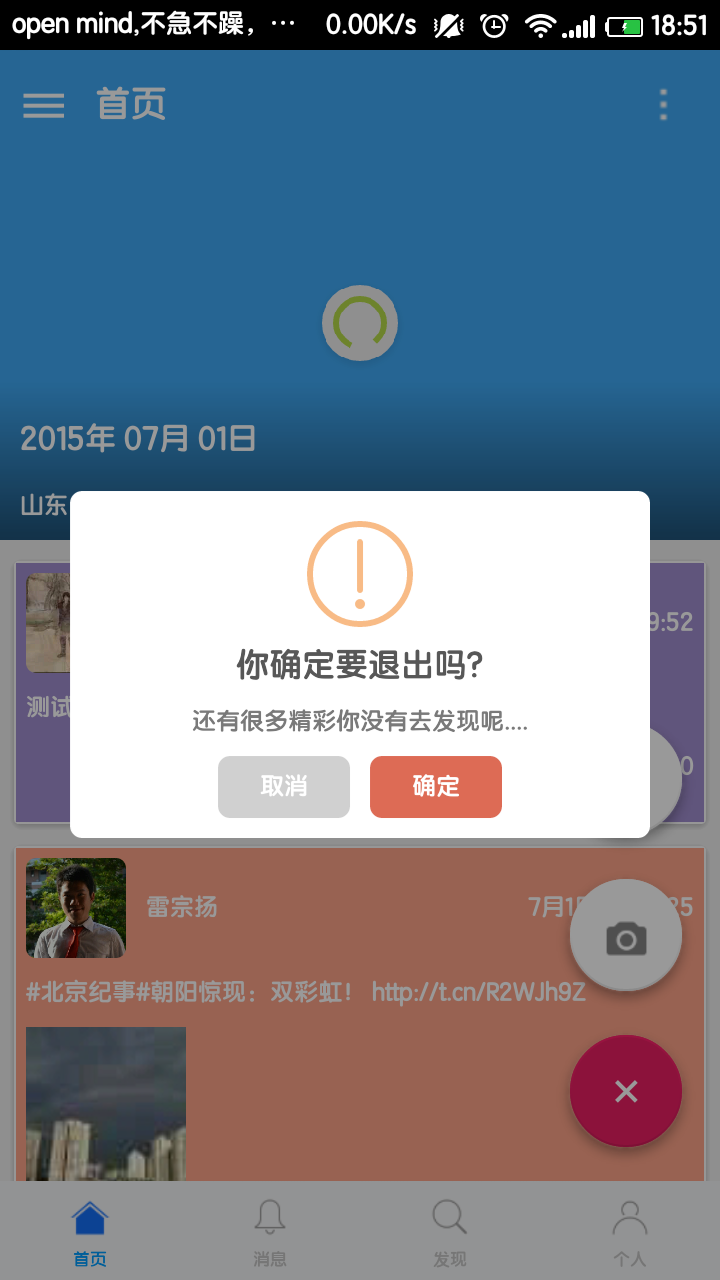 open mind,不急不躁，… 0.00K/s 18:51
首页
2015年 07月 01日
山东
9:52
测试
0
你确定要退出吗?
还有很多精彩你没有去发现呢....
取消 确定
雷宗扬 7月1 25
#北京纪事#朝阳惊现：双彩虹！ http://t.cn/R2WJh9Z
首页 消息 发现 个人